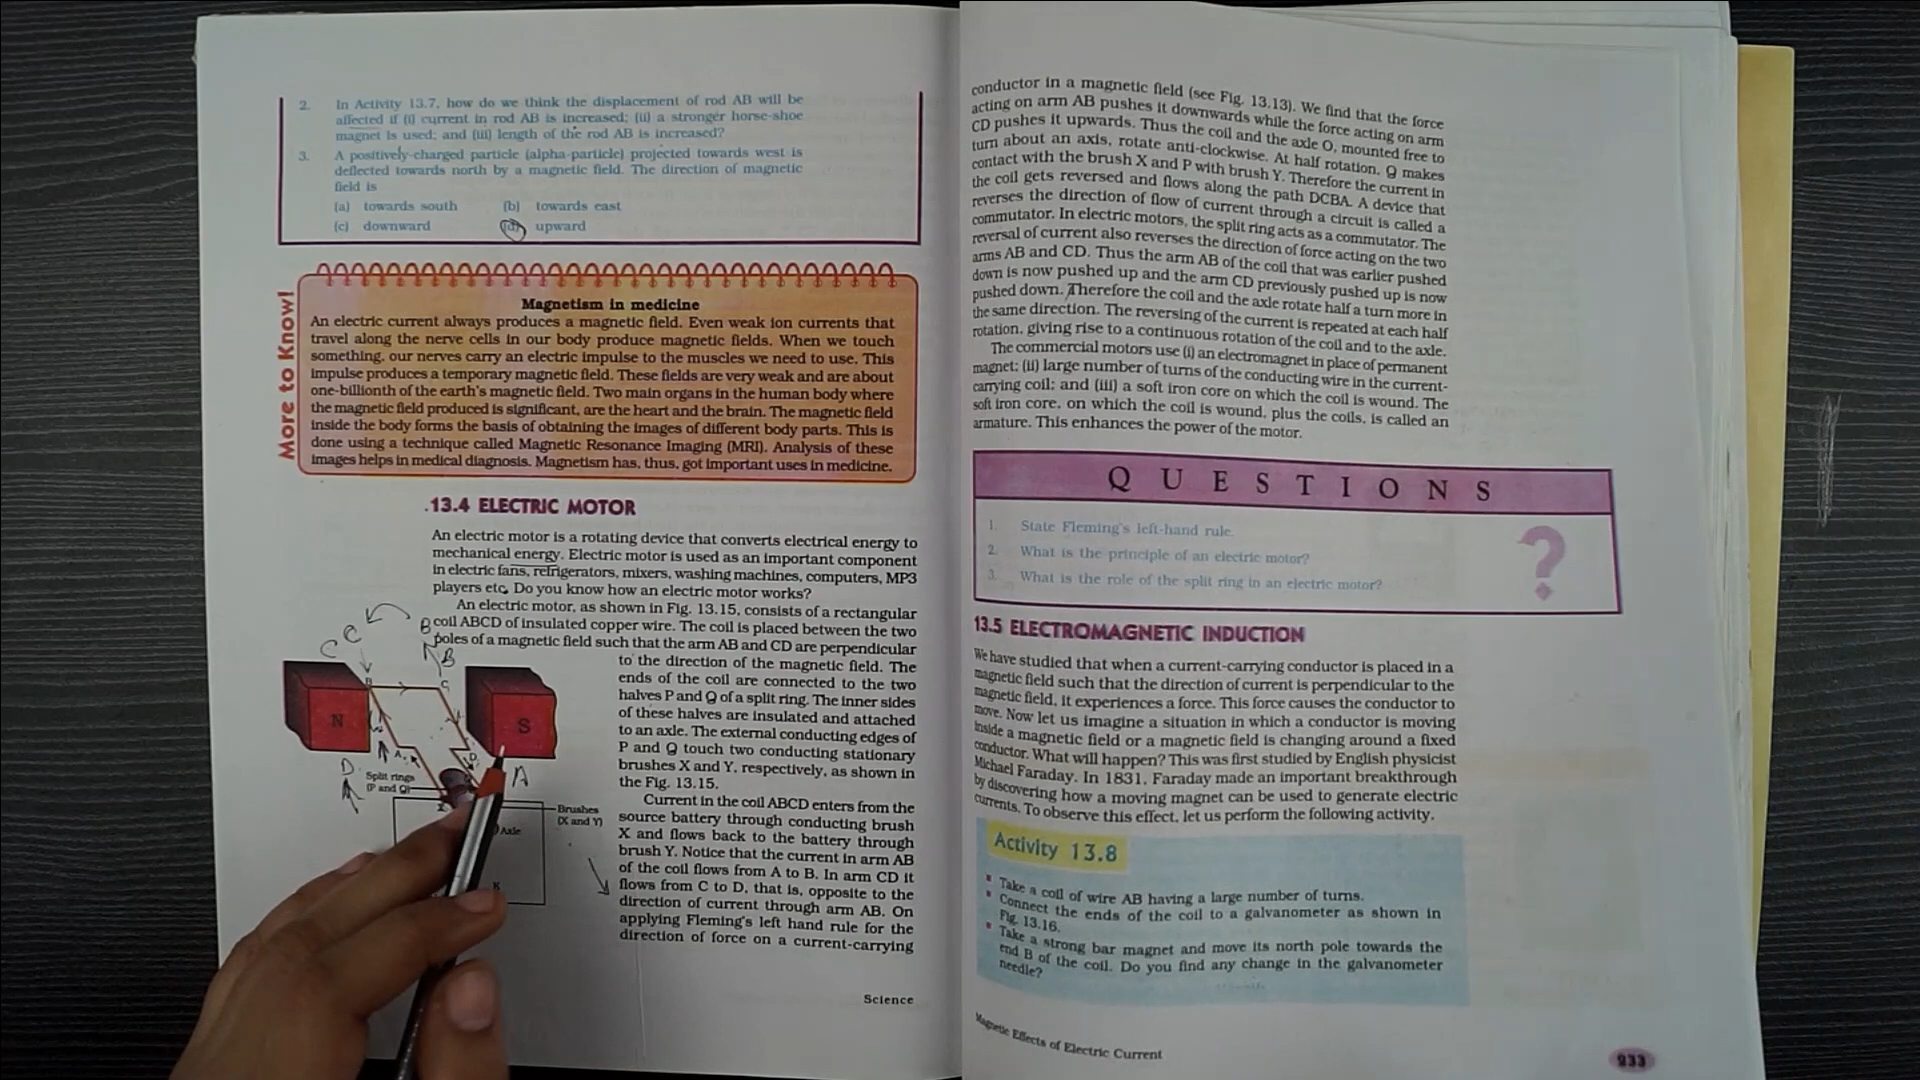 2. In Activity 13.7, how do we think the displacement of rod AB will be
affected if (i) current in rod AB is increased; (ii) a stronger horse-shoe
magnet is used; and (iii) length of the rod AB is increased?
3. A positively-charged particle (alpha-particle) projected towards west is
deflected towards north by a magnetic field. The direction of magnetic
field is
(a) towards south (b) towards east
(c) downward (d) upward
More to Know!
Magnetism in medicine
An electric current always produces a magnetic field. Even weak ion currents that
travel along the nerve cells in our body produce magnetic fields. When we touch
something, our nerves carry an electric impulse to the muscles we need to use. This
impulse produces a temporary magnetic field. These fields are very weak and are about
one-billionth of the earth's magnetic field. Two main organs in the human body where
the magnetic field produced is significant, are the heart and the brain. The magnetic field
inside the body forms the basis of obtaining the images of different body parts. This is
done using a technique called Magnetic Resonance Imaging (MRI). Analysis of these
images helps in medical diagnosis. Magnetism has, thus, got important uses in medicine.
13.4 ELECTRIC MOTOR
An electric motor is a rotating device that converts electrical energy to
mechanical energy. Electric motor is used as an important component
in electric fans, refrigerators, mixers, washing machines, computers, MP3
players etc. Do you know how an electric motor works?
An electric motor, as shown in Fig. 13.15, consists of a rectangular
coil ABCD of insulated copper wire. The coil is placed between the two
poles of a magnetic field such that the arm AB and CD are perpendicular
to the direction of the magnetic field. The
ends of the coil are connected to the two
halves P and Q of a split ring. The inner sides
of these halves are insulated and attached
to an axle. The external conducting edges of
P and Q touch two conducting stationary
brushes X and Y, respectively, as shown in
the Fig. 13.15.
Current in the coil ABCD enters from the
source battery through conducting brush
X and flows back to the battery through
brush Y. Notice that the current in arm AB
of the coil flows from A to B. In arm CD it
flows from C to D, that is, opposite to the
direction of current through arm AB. On
applying Fleming's left hand rule for the
direction of force on a current-carrying
C C B
B
B C
N S
A D
D A
Split rings
(P and Q)
Brushes
(X and Y)
Axle
K
Science
conductor in a magnetic field (see Fig. 13.13). We find that the force
acting on arm AB pushes it downwards while the force acting on arm
CD pushes it upwards. Thus the coil and the axle O, mounted free to
turn about an axis, rotate anti-clockwise. At half rotation, Q makes
contact with the brush X and P with brush Y. Therefore the current in
the coil gets reversed and flows along the path DCBA. A device that
reverses the direction of flow of current through a circuit is called a
commutator. In electric motors, the split ring acts as a commutator. The
reversal of current also reverses the direction of force acting on the two
arms AB and CD. Thus the arm AB of the coil that was earlier pushed
down is now pushed up and the arm CD previously pushed up is now
pushed down. Therefore the coil and the axle rotate half a turn more in
the same direction. The reversing of the current is repeated at each half
rotation, giving rise to a continuous rotation of the coil and to the axle.
The commercial motors use (i) an electromagnet in place of permanent
magnet; (ii) large number of turns of the conducting wire in the current-
carrying coil; and (iii) a soft iron core on which the coil is wound. The
soft iron core, on which the coil is wound, plus the coils, is called an
armature. This enhances the power of the motor.
QUESTIONS
1. State Fleming's left-hand rule.
2. What is the principle of an electric motor?
3. What is the role of the split ring in an electric motor?
?
13.5 ELECTROMAGNETIC INDUCTION
We have studied that when a current-carrying conductor is placed in a
magnetic field such that the direction of current is perpendicular to the
magnetic field, it experiences a force. This force causes the conductor to
move. Now let us imagine a situation in which a conductor is moving
inside a magnetic field or a magnetic field is changing around a fixed
conductor. What will happen? This was first studied by English physicist
Michael Faraday. In 1831, Faraday made an important breakthrough
by discovering how a moving magnet can be used to generate electric
currents. To observe this effect, let us perform the following activity.
Activity 13.8
Take a coil of wire AB having a large number of turns.
Connect the ends of the coil to a galvanometer as shown in
Fig. 13.16.
Take a strong bar magnet and move its north pole towards the
end B of the coil. Do you find any change in the galvanometer
needle?
Magnetic Effects of Electric Current
233